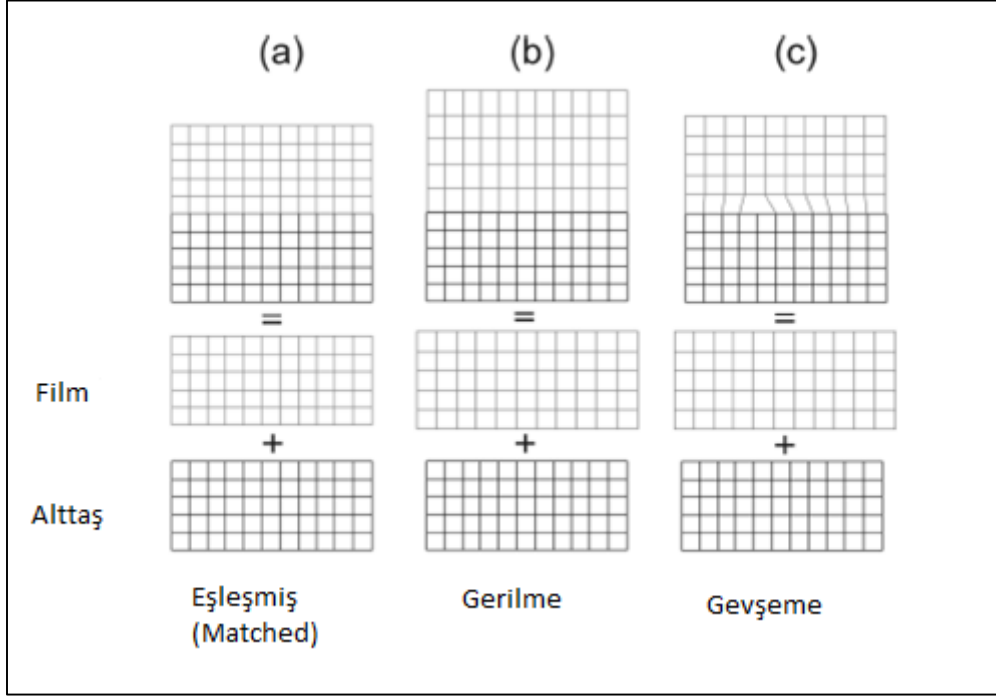 (a) (b) (c)
= = =
Film
+ + +
Alttaş
Eşleşmiş
(Matched)
Gerilme
Gevşeme